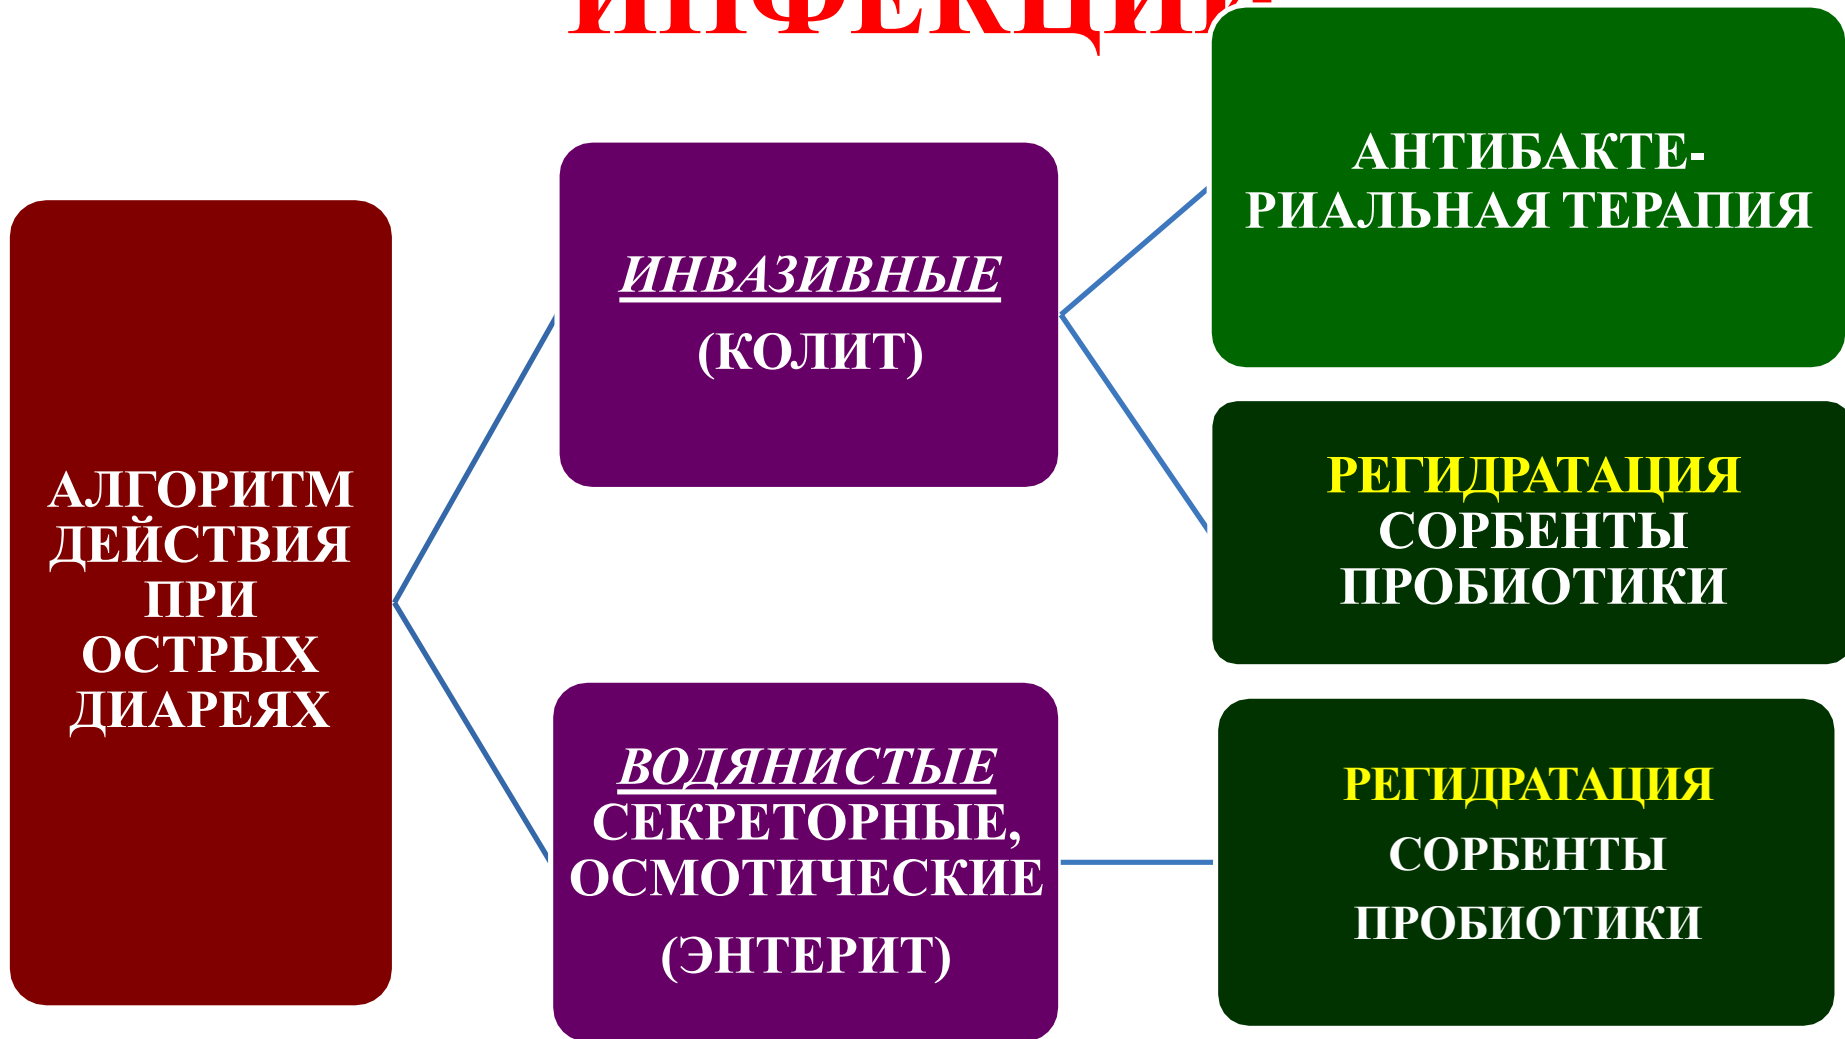 АЛГОРИТМ
ДЕЙСТВИЯ
ПРИ
ОСТРЫХ
ДИАРЕЯХ
ИНВАЗИВНЫЕ
(КОЛИТ)
АНТИБАКТЕ-
РИАЛЬНАЯ ТЕРАПИЯ
РЕГИДРАТАЦИЯ
СОРБЕНТЫ
ПРОБИОТИКИ
ВОДЯНИСТЫЕ
СЕКРЕТОРНЫЕ,
ОСМОТИЧЕСКИЕ
(ЭНТЕРИТ)
РЕГИДРАТАЦИЯ
СОРБЕНТЫ
ПРОБИОТИКИ